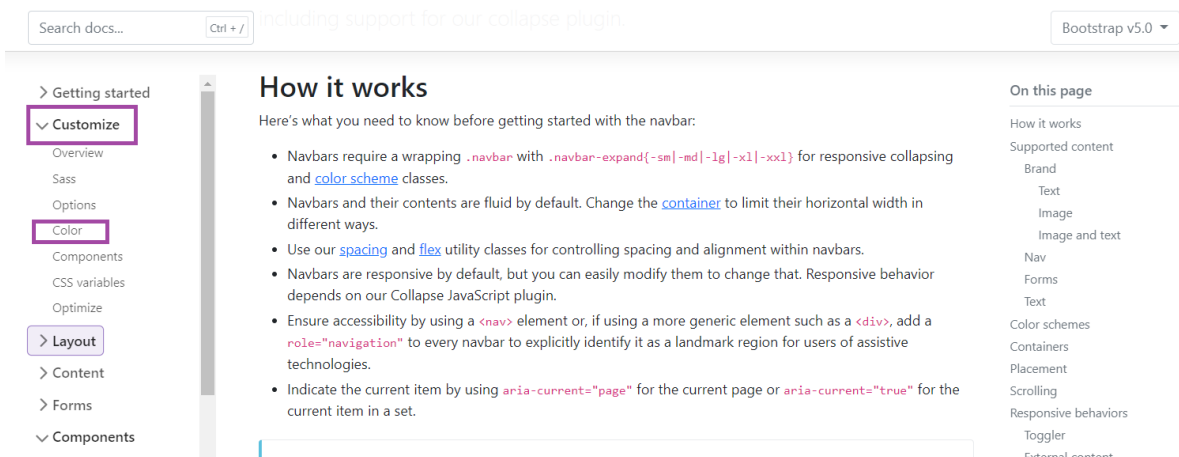 including support for our collapse plugin.
Search docs...
Ctrl + /
Bootstrap v5.0
Getting started
Customize
Overview
Sass
Options
Color
Components
CSS variables
Optimize
Layout
Content
Forms
Components
How it works
Here's what you need to know before getting started with the navbar:
• Navbars require a wrapping .navbar with .navbar-expand{-sm|-md|-lg|-xl|-xxl} for responsive collapsing
and color scheme classes.
• Navbars and their contents are fluid by default. Change the container to limit their horizontal width in
different ways.
• Use our spacing and flex utility classes for controlling spacing and alignment within navbars.
• Navbars are responsive by default, but you can easily modify them to change that. Responsive behavior
depends on our Collapse JavaScript plugin.
• Ensure accessibility by using a <nav> element or, if using a more generic element such as a <div>, add a
role="navigation" to every navbar to explicitly identify it as a landmark region for users of assistive
technologies.
• Indicate the current item by using aria-current="page" for the current page or aria-current="true" for the
current item in a set.
On this page
How it works
Supported content
Brand
Text
Image
Image and text
Nav
Forms
Text
Color schemes
Containers
Placement
Scrolling
Responsive behaviors
Toggler
External content